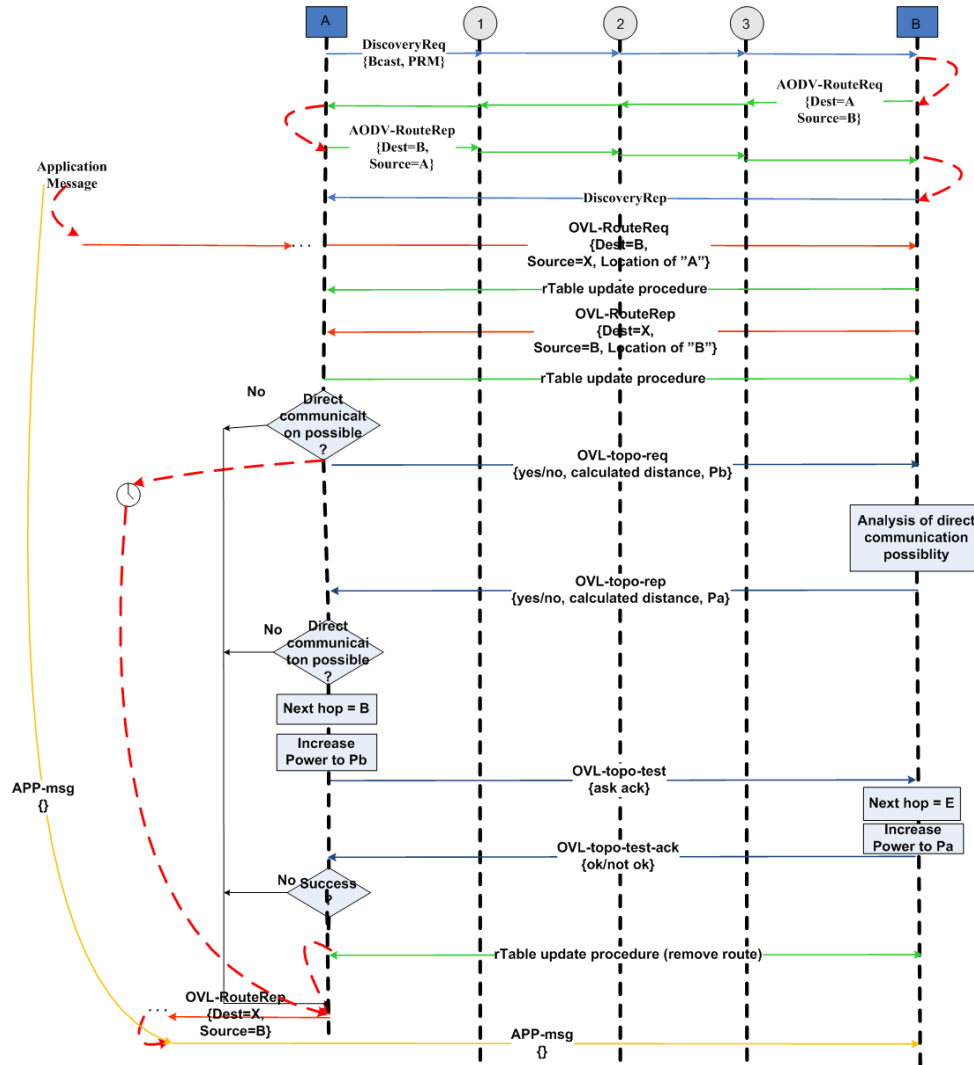 A
1
2
3
B
DiscoveryReq
{Bcast, PRM}
AODV-RouteReq
{Dest=A
Source=B}
AODV-RouteRep
{Dest=B,
Source=A}
Application
Message
DiscoveryRep
OVL-RouteReq
{Dest=B,
Source=X, Location of ”A”}
...
rTable update procedure
OVL-RouteRep
{Dest=X,
Source=B, Location of ”B”}
rTable update procedure
No
Direct
communicait
on possible
?
OVL-topo-req
{yes/no, calculated distance, Pb}
Analysis of direct
communication
possiblity
OVL-topo-rep
{yes/no, calculated distance, Pa}
No
Direct
communicai
ton possible
?
Next hop = B
Increase
Power to Pb
OVL-topo-test
{ask ack}
APP-msg
{}
Next hop = E
Increase
Power to Pa
OVL-topo-test-ack
{ok/not ok}
No
Success
?
rTable update procedure (remove route)
OVL-RouteRep
{Dest=X,
Source=B}
...
APP-msg
{}